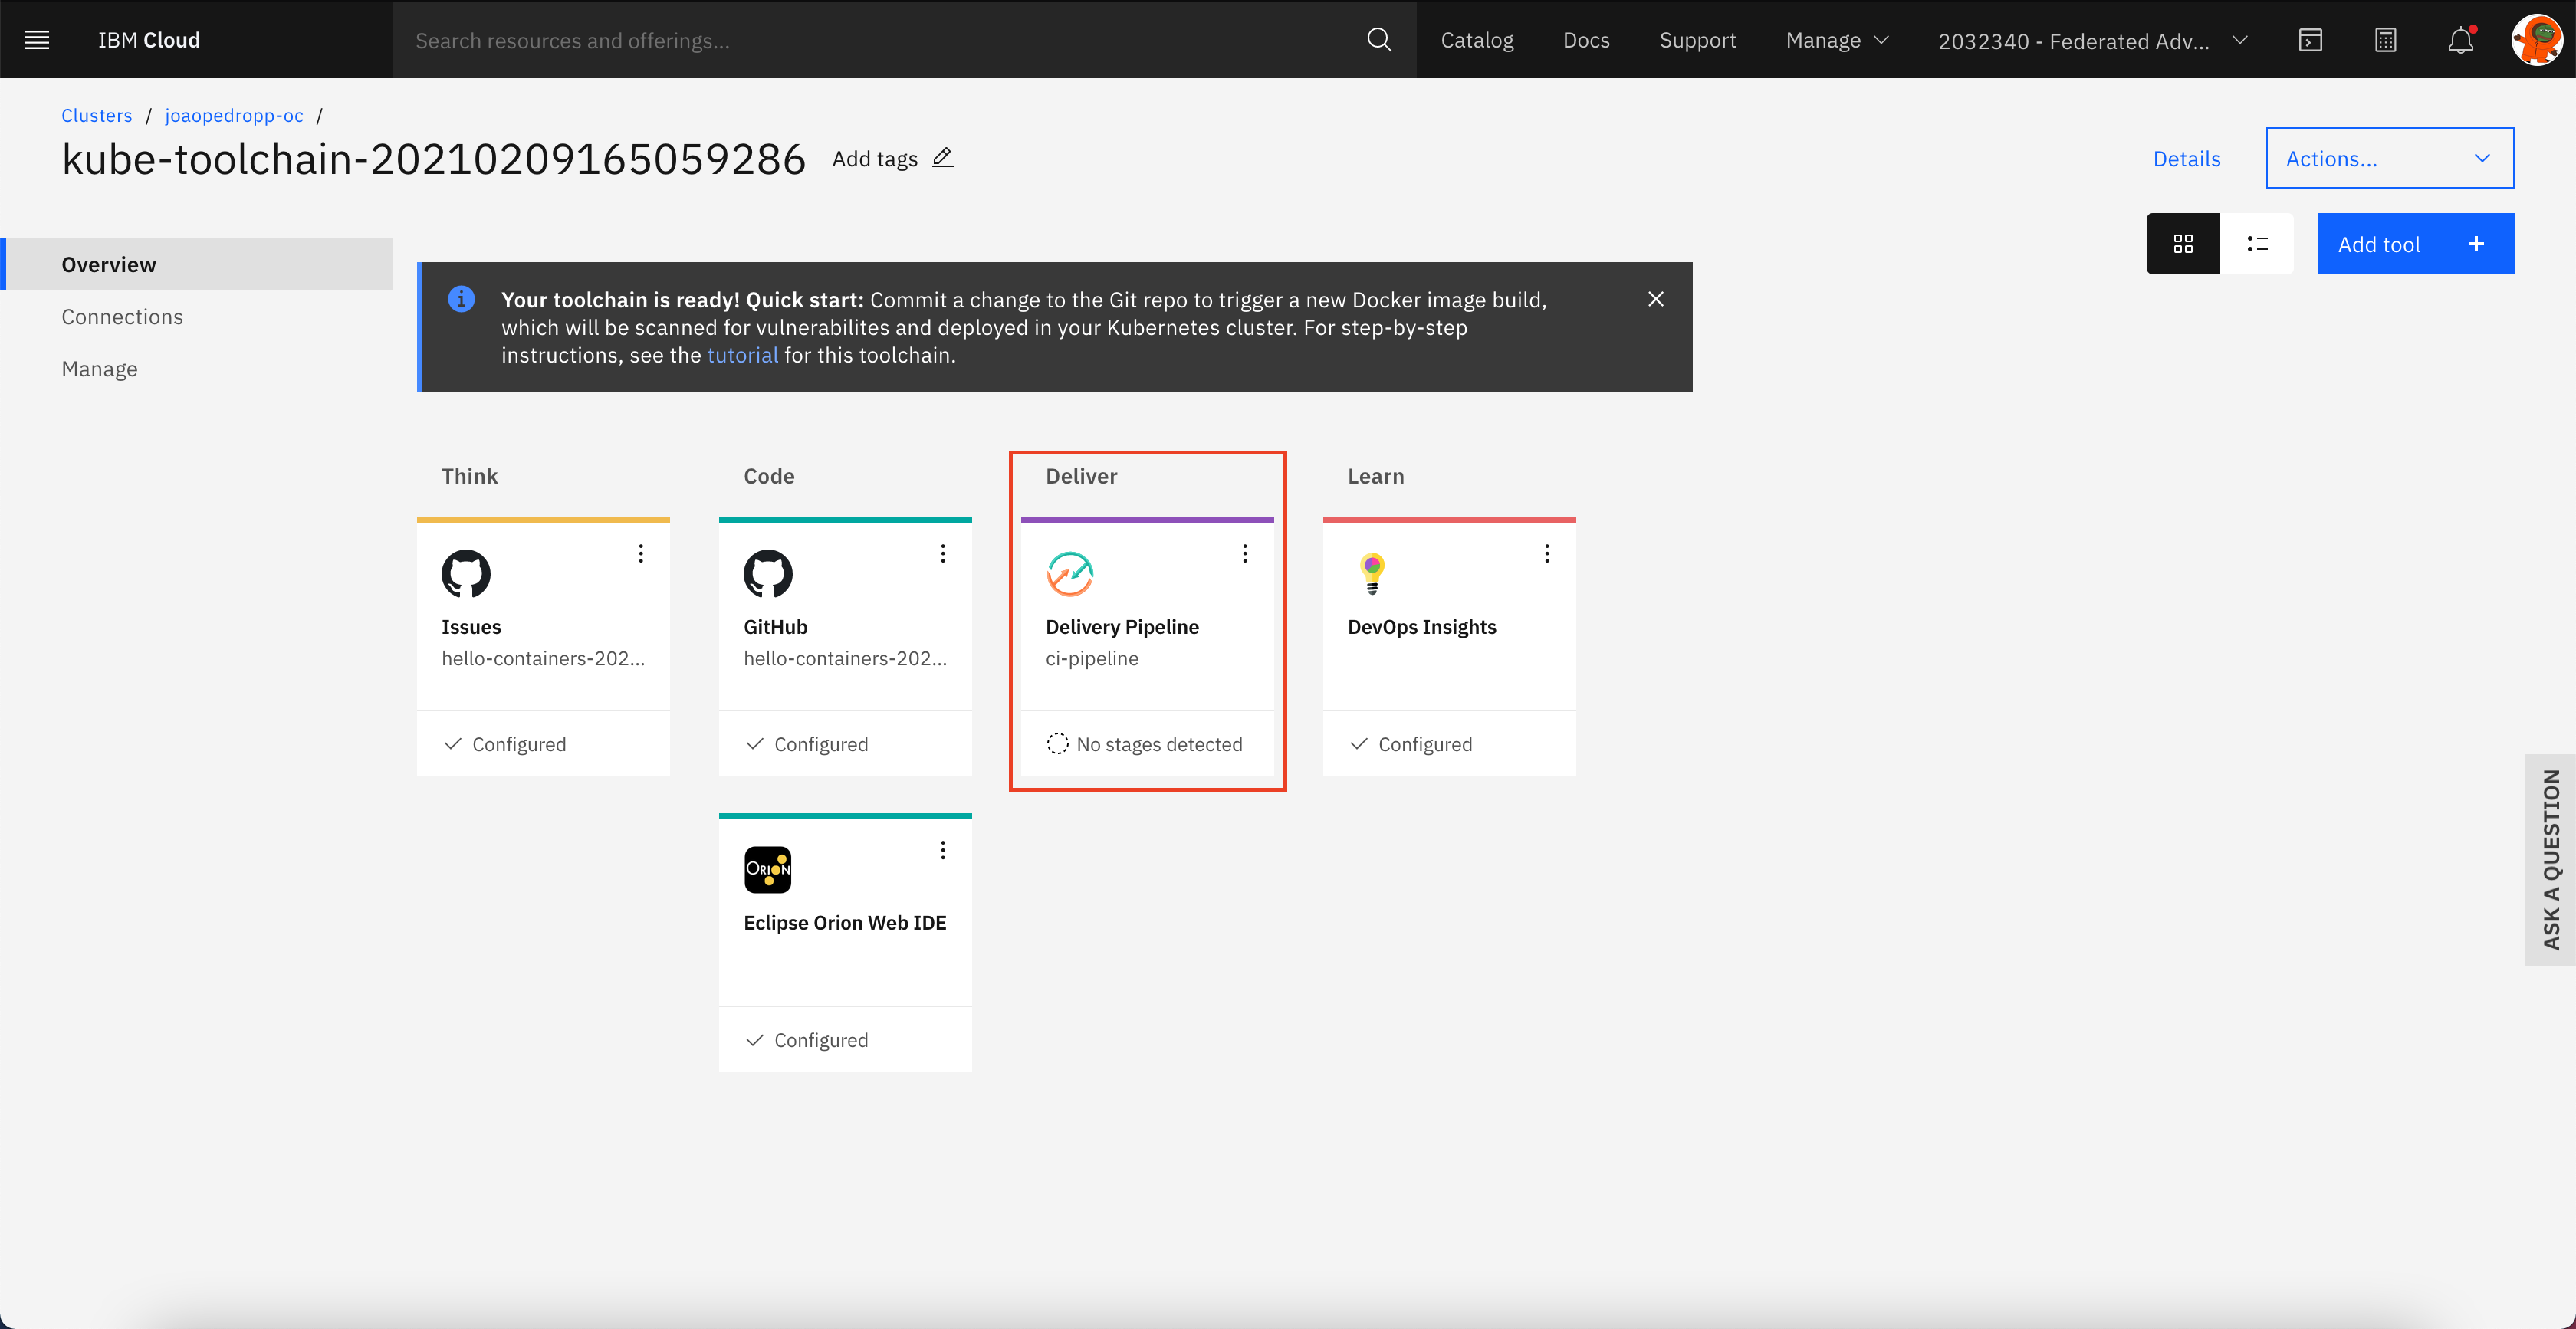 IBM Cloud
Search resources and offerings...
Catalog
Docs
Support
Manage
2032340 - Federated Adv...
Clusters / joaopedropp-oc /
kube-toolchain-20210209165059286
Add tags
Details
Actions...
Add tool
Overview
Connections
Manage
Your toolchain is ready! Quick start: Commit a change to the Git repo to trigger a new Docker image build,
which will be scanned for vulnerabilites and deployed in your Kubernetes cluster. For step-by-step
instructions, see the tutorial for this toolchain.
Think
Code
Deliver
Learn
Issues
hello-containers-202...
Configured
GitHub
hello-containers-202...
Configured
Delivery Pipeline
ci-pipeline
No stages detected
DevOps Insights
Configured
ORION
Eclipse Orion Web IDE
Configured
ASK A QUESTION